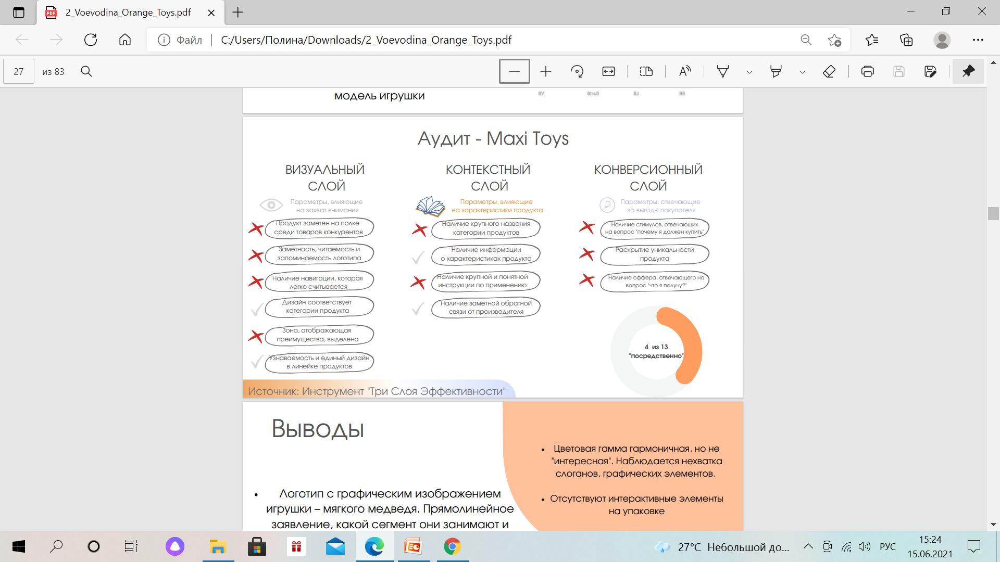 2_Voevodina_Orange_Toys.pdf
Файл
C:/Users/Полина/Downloads/2_Voevodina_Orange_Toys.pdf
27
из 83
модель игрушки
Аудит - Maxi Toys
ВИЗУАЛЬНЫЙ
СЛОЙ
Параметры, влияющие
на захват внимания
Продукт заметен на полке
среди товаров конкурентов
Заметность, читаемость и
запоминаемость логотипа
Наличие навигации, которая
легко считывается
Дизайн соответствует
категории продукта
Зона, отображающая
преимущества, выделена
Узнаваемость и единый дизайн
в линейке продуктов
КОНТЕКСТНЫЙ
СЛОЙ
Параметры, влияющие
на характеристики продукта
Наличие крупного названия
категории продуктов
Наличие информации
о характеристиках продукта
Наличие крупной и понятной
инструкции по применению
Наличие заметной обратной
связи от производителя
КОНВЕРСИОННЫЙ
СЛОЙ
Параметры, отвечающие
за выгоды покупателя
Наличие стимулов, отвечающих
на вопрос "почему я должен купить"
Раскрытие уникальности
продукта
Наличие оффера, отвечающего на
вопрос "что я получу?"
4 из 13
"посредственно"
Источник: Инструмент "Три Слоя Эффективности"
Выводы
• Логотип с графическим изображением
игрушки – мягкого медведя. Прямолинейное
заявление, какой сегмент они занимают и
• Цветовая гамма гармоничная, но не
"интересная". Наблюдается нехватка
слоганов, графических элементов.
• Отсутствуют интерактивные элементы
на упаковке
27°C Небольшой до...
РУС
15:24
15.06.2021